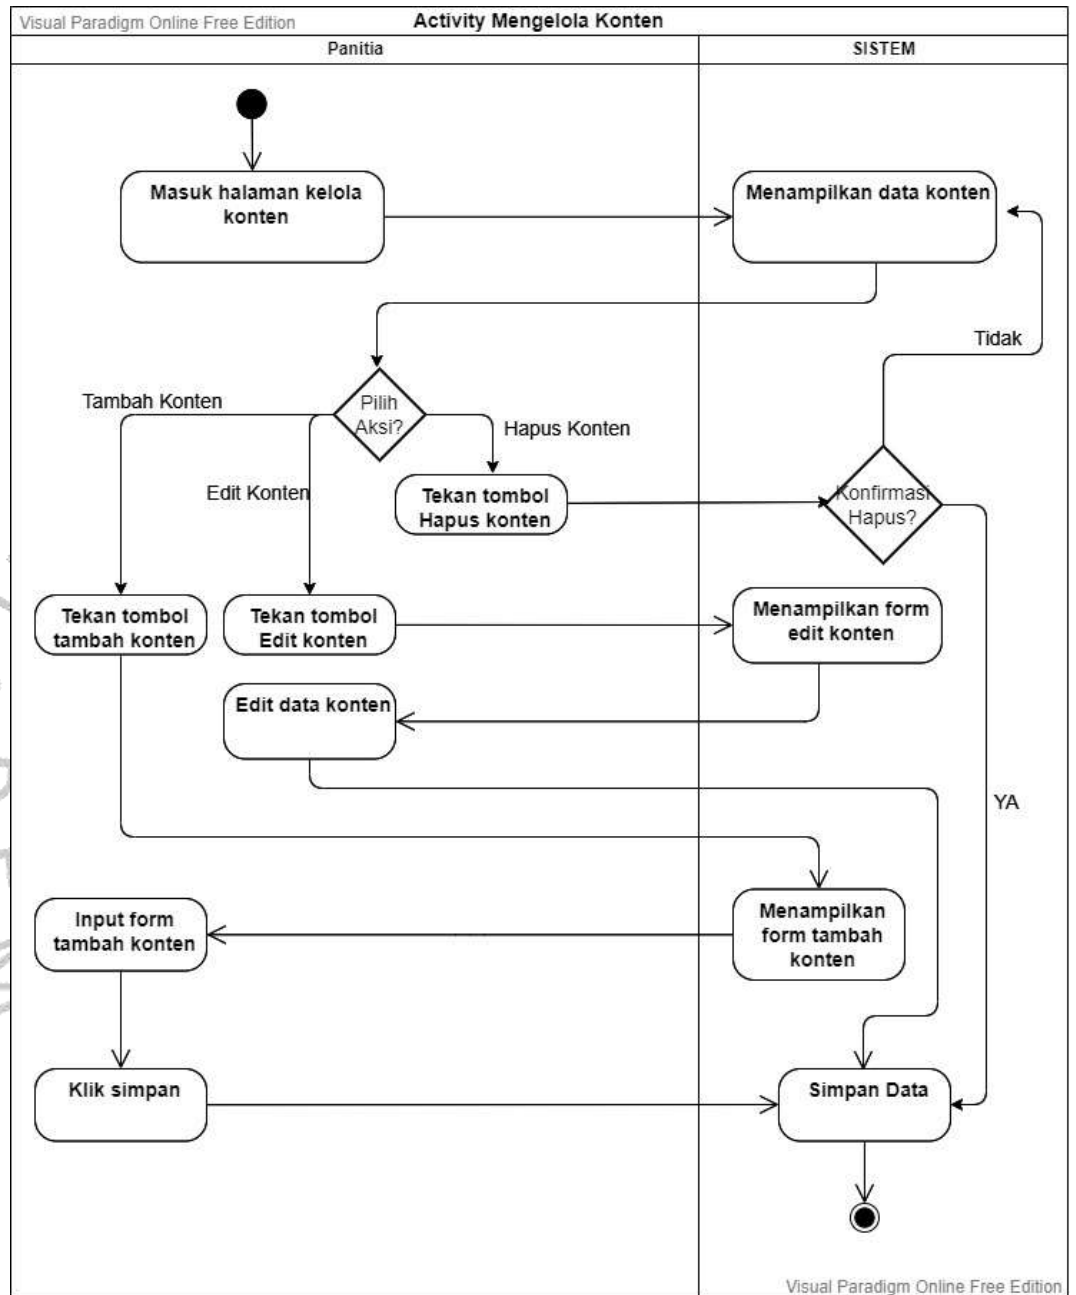 Visual Paradigm Online Free Edition
Activity Mengelola Konten
Panitia
SISTEM
Masuk halaman kelola
konten
Menampilkan data konten
Tidak
Tambah Konten
Pilih
Aksi?
Hapus Konten
Edit Konten
Tekan tombol
Hapus konten
Konfirmasi
Hapus?
Tekan tombol
tambah konten
Tekan tombol
Edit konten
Menampilkan form
edit konten
Edit data konten
YA
Input form
tambah konten
Menampilkan
form tambah
konten
Klik simpan
Simpan Data
Visual Paradigm Online Free Edition